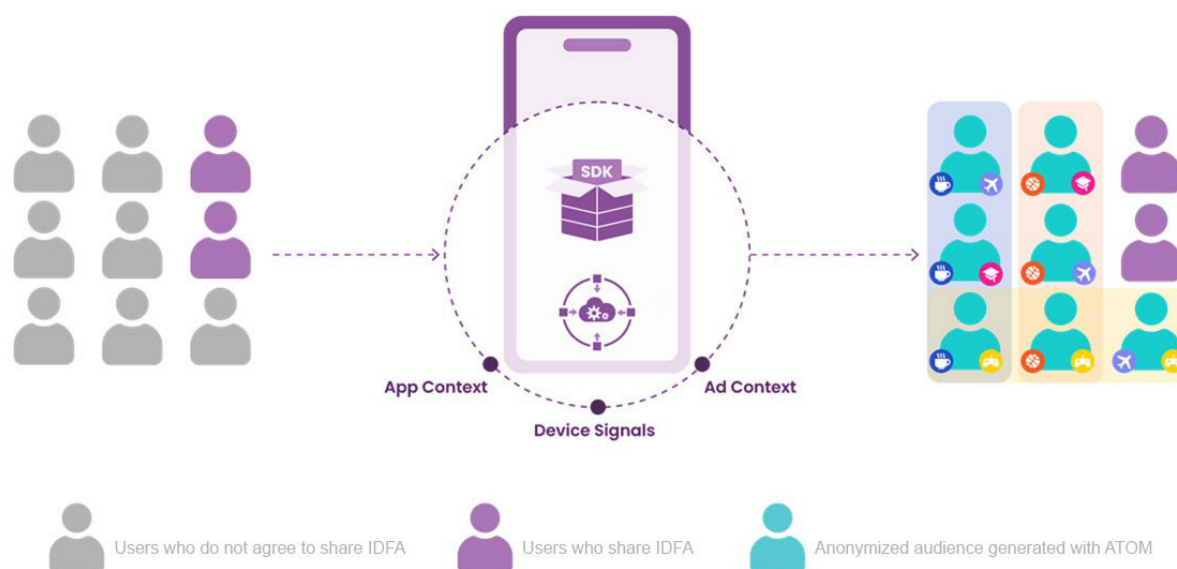 SDK
App Context
Ad Context
Device Signals
Users who do not agree to share IDFA
Users who share IDFA
Anonymized audience generated with ATOM